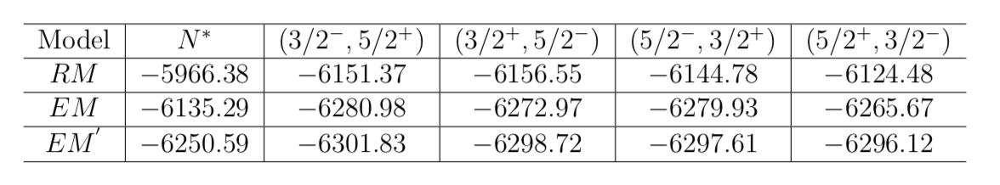 Model N* (3/2⁻, 5/2⁺) (3/2⁺, 5/2⁻) (5/2⁻, 3/2⁺) (5/2⁺, 3/2⁻)
RM −5966.38 −6151.37 −6156.55 −6144.78 −6124.48
EM −6135.29 −6280.98 −6272.97 −6279.93 −6265.67
EM′ −6250.59 −6301.83 −6298.72 −6297.61 −6296.12